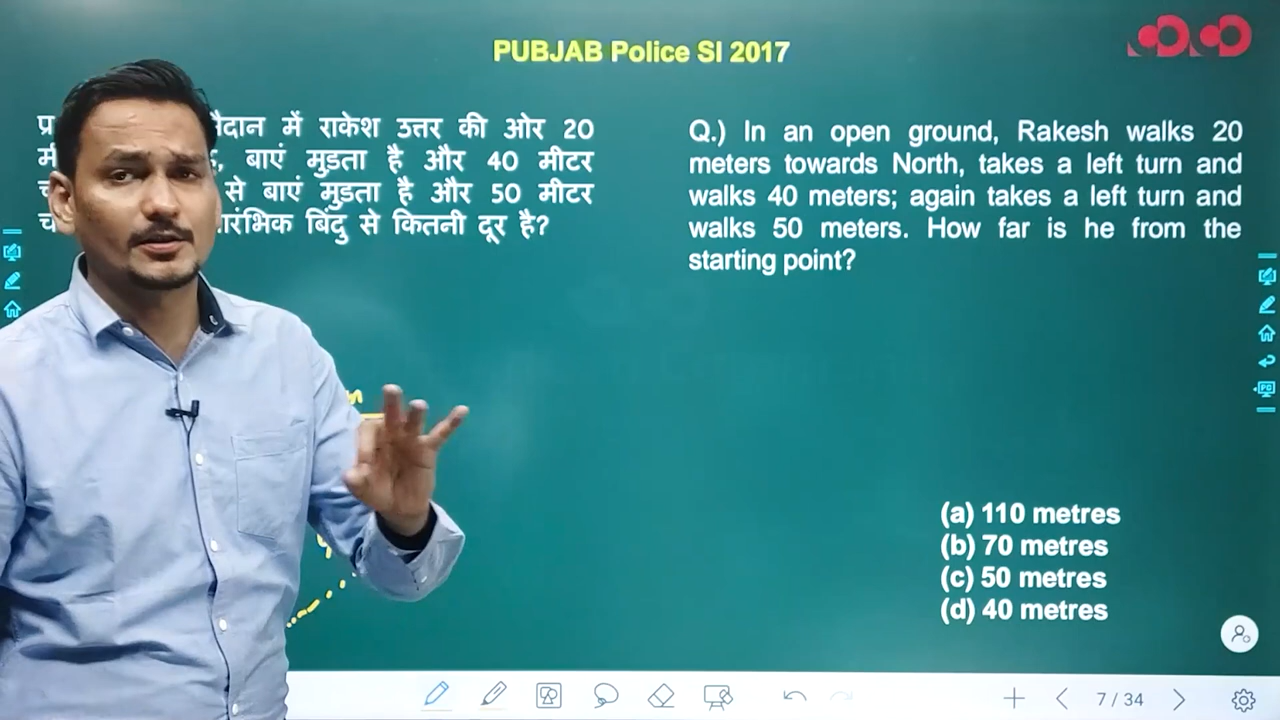 PUBJAB Police SI 2017
में राकेश उत्तर की ओर 20
बाएं मुड़ता है और 40 मीटर
से बाएं मुड़ता है और 50 मीटर
बिंदु से कितनी दूर है?
Q.) In an open ground, Rakesh walks 20
meters towards North, takes a left turn and
walks 40 meters; again takes a left turn and
walks 50 meters. How far is he from the
starting point?
(a) 110 metres
(b) 70 metres
(c) 50 metres
(d) 40 metres
7 / 34